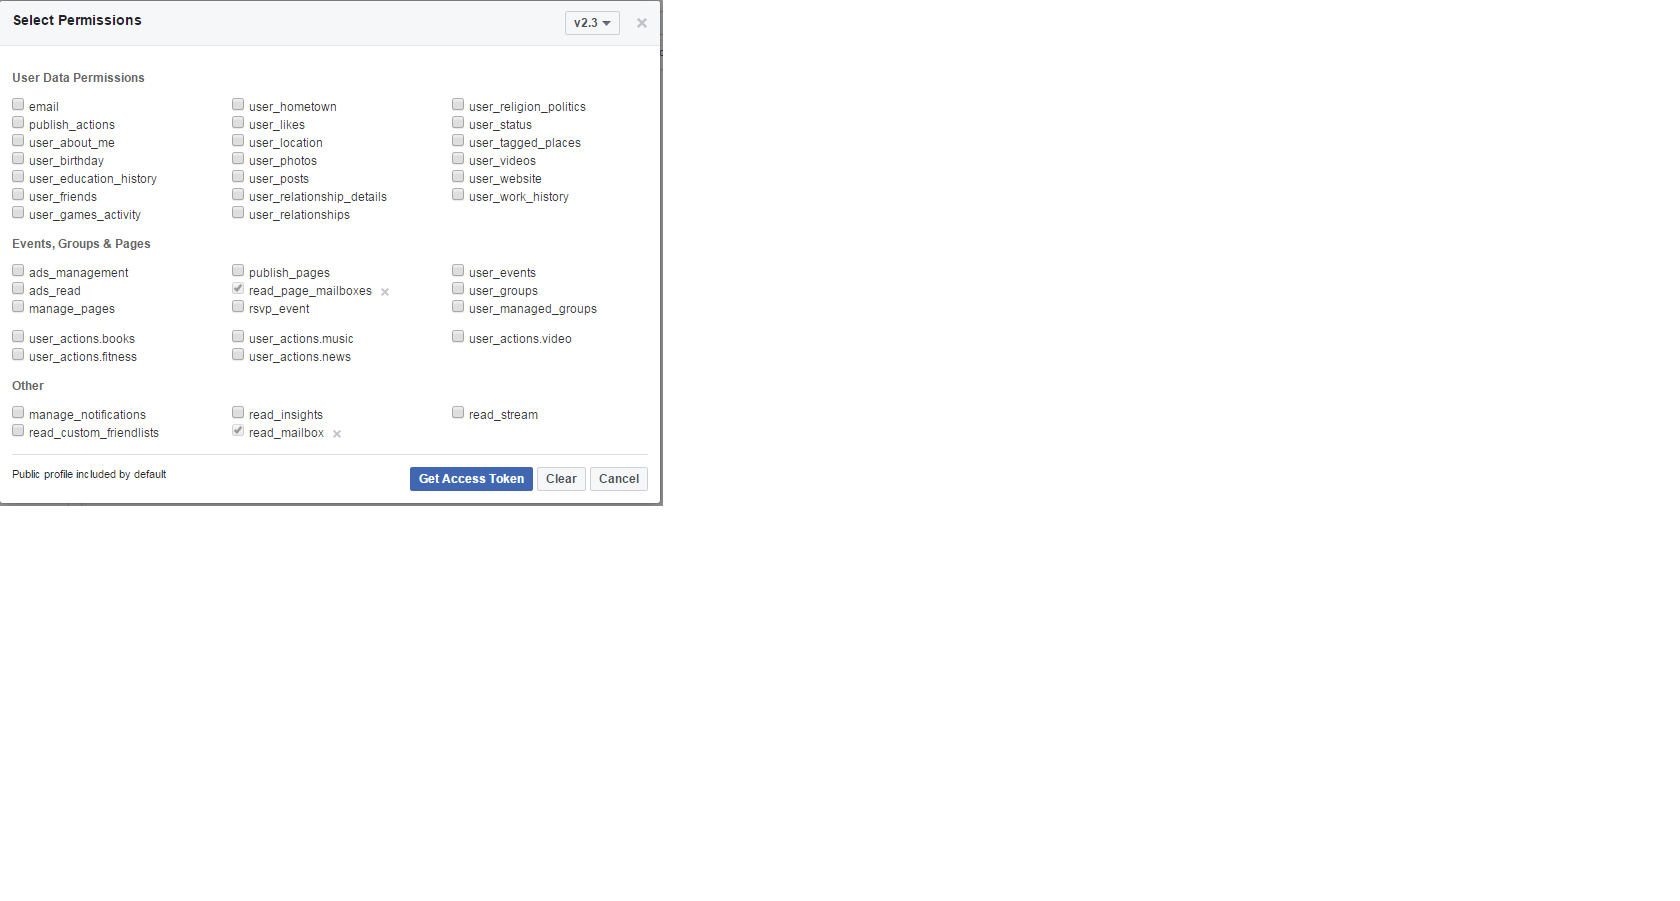 Select Permissions
v2.3
User Data Permissions
email user_hometown user_religion_politics
publish_actions user_likes user_status
user_about_me user_location user_tagged_places
user_birthday user_photos user_videos
user_education_history user_posts user_website
user_friends user_relationship_details user_work_history
user_games_activity user_relationships
Events, Groups & Pages
ads_management publish_pages user_events
ads_read read_page_mailboxes user_groups
manage_pages rsvp_event user_managed_groups
user_actions.books user_actions.music user_actions.video
user_actions.fitness user_actions.news
Other
manage_notifications read_insights read_stream
read_custom_friendlists read_mailbox
Public profile included by default
Get Access Token Clear Cancel